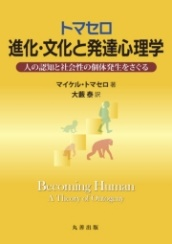 トマセロ
進化・文化と発達心理学
人の認知と社会性の個体発生をさぐる
マイケル・トマセロ 著
大藪 泰 訳
Becoming Human
A Theory of Ontogeny
丸善出版